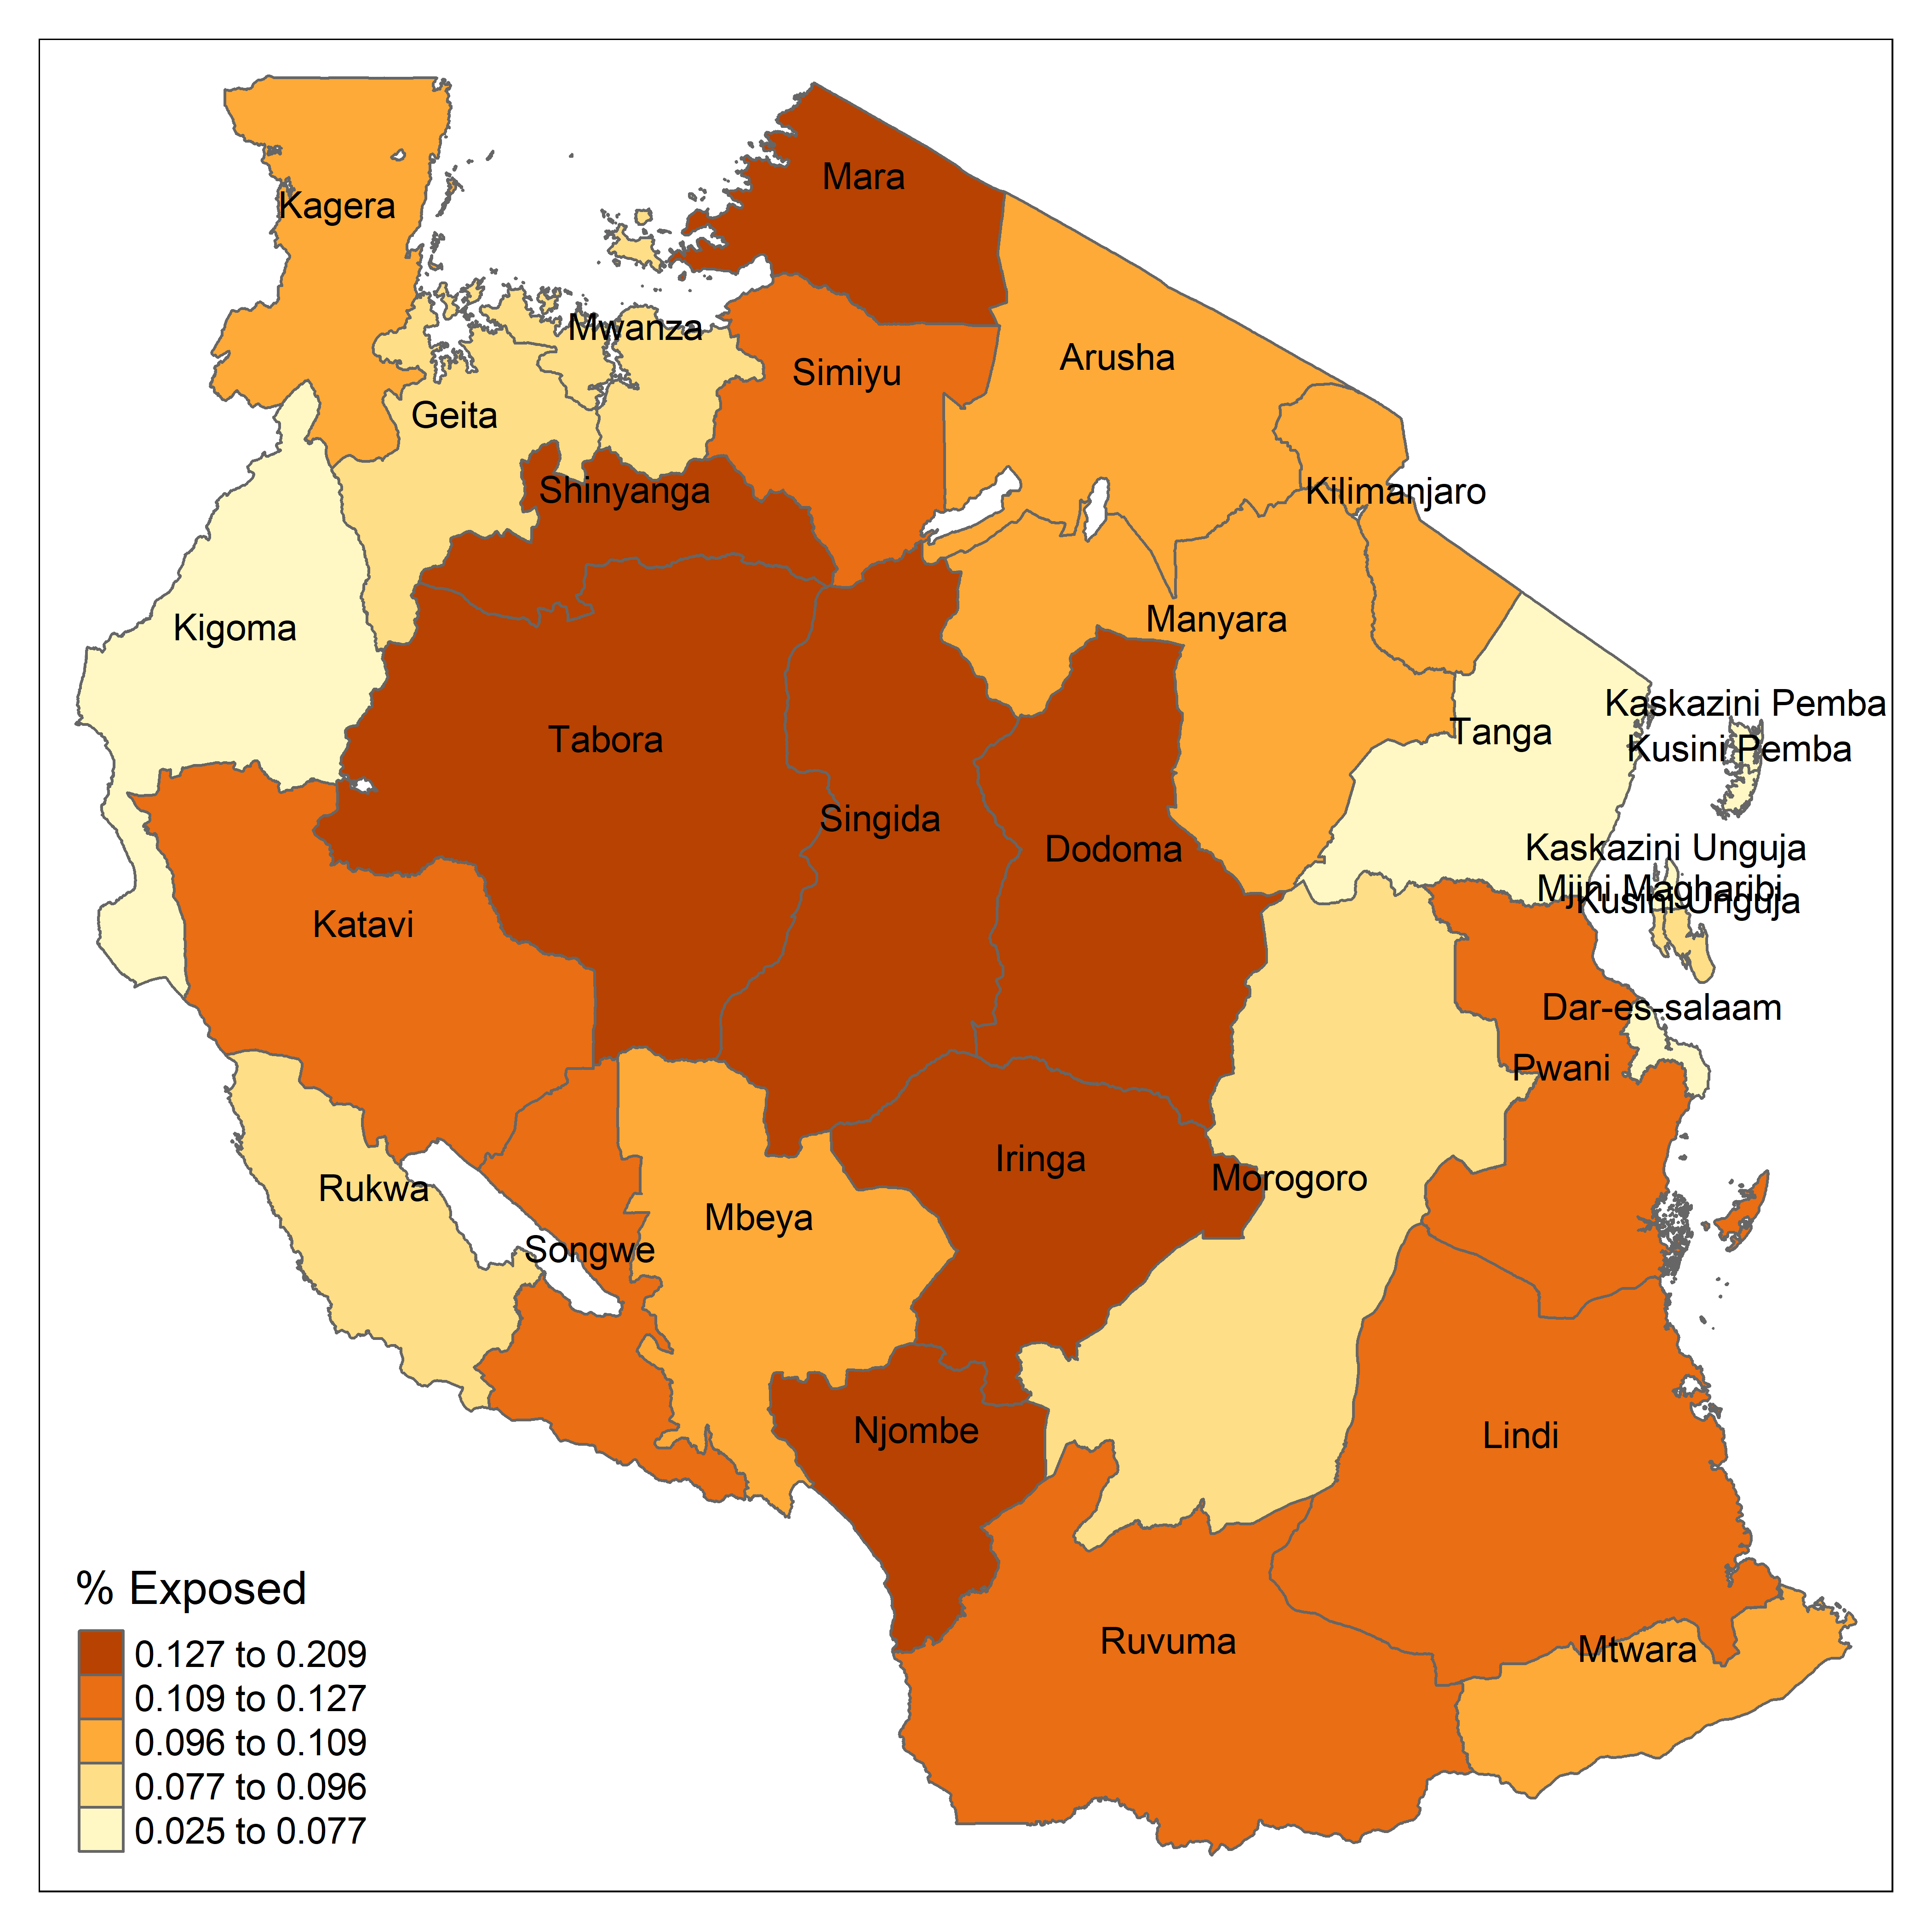 Mara
Kagera
Mwanza
Arusha
Simiyu
Geita
Shinyanga
Kilimanjaro
Kigoma
Manyara
Kaskazini Pemba
Tanga
Tabora
Kusini Pemba
Singida
Dodoma
Kaskazini Unguja
Mjini Magharibi
Kusini Unguja
Katavi
Dar-es-salaam
Pwani
Iringa
Morogoro
Rukwa
Mbeya
Songwe
Njombe
Lindi
Ruvuma
Mtwara
% Exposed
0.127 to 0.209
0.109 to 0.127
0.096 to 0.109
0.077 to 0.096
0.025 to 0.077